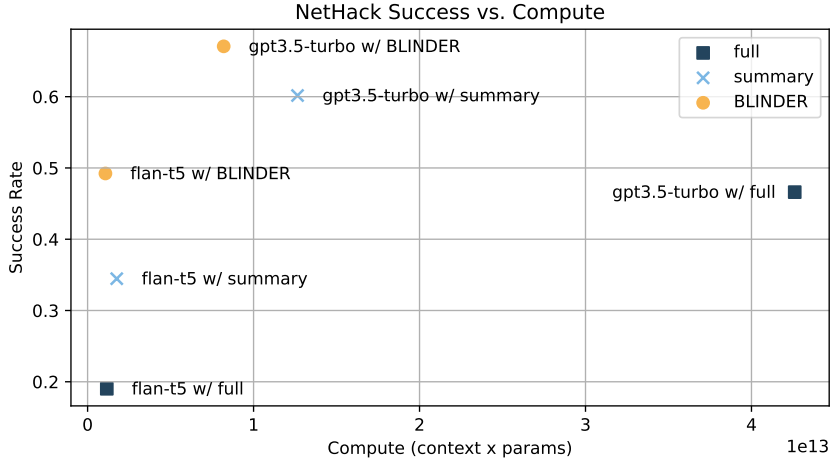 NetHack Success vs. Compute
gpt3.5-turbo w/ BLINDER
full
summary
BLINDER
gpt3.5-turbo w/ summary
flan-t5 w/ BLINDER
gpt3.5-turbo w/ full
flan-t5 w/ summary
flan-t5 w/ full
Success Rate
0.6
0.5
0.4
0.3
0.2
0 1 2 3 4
1e13
Compute (context x params)